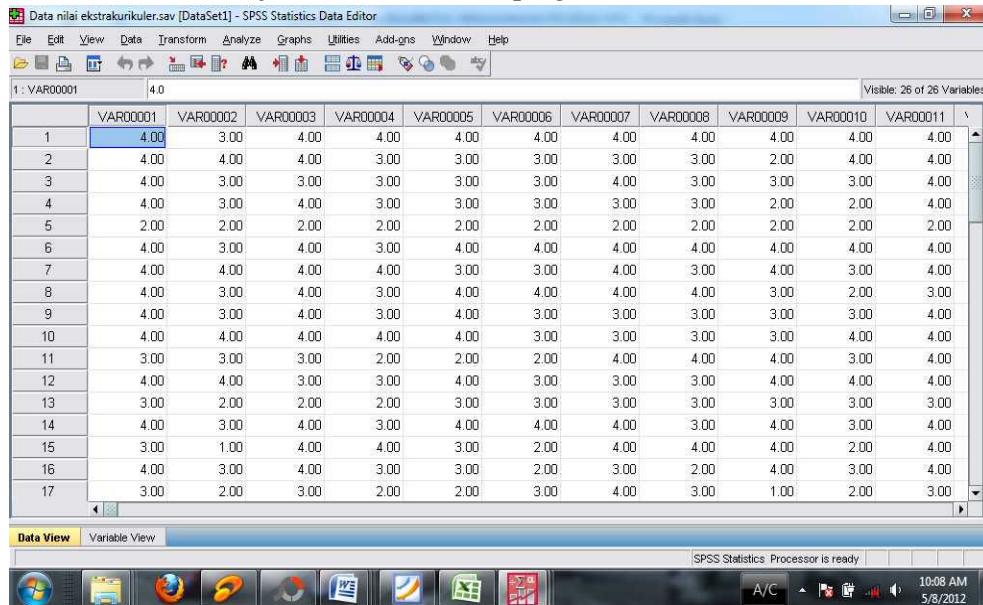 Data nilai ekstrakurikuler.sav [DataSet1] - SPSS Statistics Data Editor
File Edit View Data Transform Analyze Graphs Utilities Add-ons Window Help
1 : VAR00001 4.0 Visible: 26 of 26 Variables
VAR00001 VAR00002 VAR00003 VAR00004 VAR00005 VAR00006 VAR00007 VAR00008 VAR00009 VAR00010 VAR00011
1 4.00 3.00 4.00 4.00 4.00 4.00 4.00 4.00 4.00 4.00 4.00
2 4.00 4.00 4.00 3.00 3.00 3.00 3.00 3.00 2.00 4.00 4.00
3 4.00 3.00 3.00 3.00 3.00 3.00 4.00 3.00 3.00 3.00 4.00
4 4.00 3.00 4.00 3.00 3.00 3.00 3.00 3.00 2.00 2.00 4.00
5 2.00 2.00 2.00 2.00 2.00 2.00 2.00 2.00 2.00 2.00 2.00
6 4.00 3.00 4.00 3.00 4.00 4.00 4.00 4.00 4.00 4.00 4.00
7 4.00 4.00 4.00 4.00 3.00 3.00 4.00 3.00 4.00 3.00 4.00
8 4.00 3.00 4.00 3.00 4.00 4.00 4.00 4.00 3.00 2.00 3.00
9 4.00 3.00 4.00 3.00 4.00 3.00 3.00 3.00 4.00 3.00 4.00
10 4.00 4.00 4.00 4.00 4.00 3.00 3.00 3.00 3.00 4.00 4.00
11 3.00 3.00 3.00 2.00 2.00 2.00 4.00 4.00 4.00 3.00 4.00
12 4.00 4.00 3.00 3.00 4.00 3.00 3.00 3.00 4.00 4.00 4.00
13 3.00 2.00 2.00 2.00 3.00 3.00 3.00 3.00 3.00 3.00 3.00
14 4.00 3.00 4.00 3.00 4.00 3.00 4.00 3.00 4.00 3.00 4.00
15 3.00 1.00 4.00 4.00 3.00 2.00 4.00 4.00 4.00 2.00 4.00
16 4.00 3.00 4.00 3.00 3.00 2.00 3.00 2.00 4.00 3.00 4.00
17 3.00 2.00 3.00 2.00 2.00 3.00 4.00 3.00 1.00 2.00 3.00
Data View Variable View
SPSS Statistics Processor is ready
A/C 10:08 AM
5/8/2012